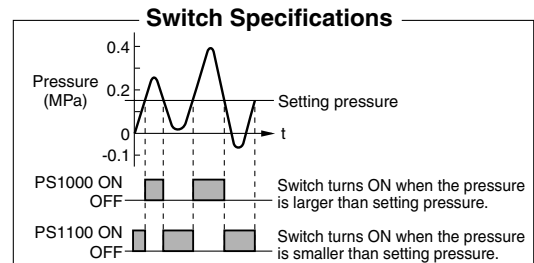 Switch Specifications
0.4
Pressure
(MPa)
0.2
Setting pressure
0
t
-0.1
PS1000 ON
OFF
Switch turns ON when the pressure
is larger than setting pressure.
PS1100 ON
OFF
Switch turns ON when the pressure
is smaller than setting pressure.